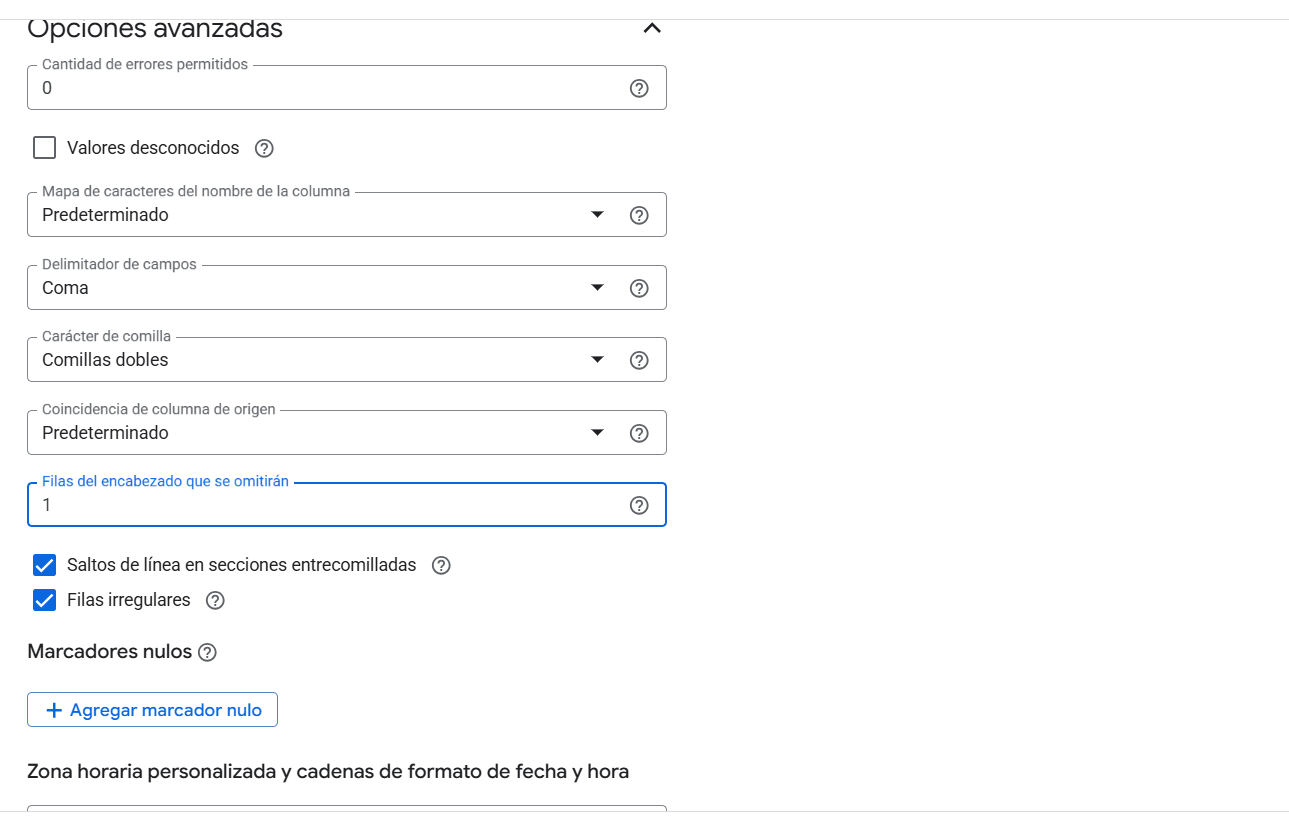 Opciones avanzadas
Cantidad de errores permitidos
0
Valores desconocidos
Mapa de caracteres del nombre de la columna
Predeterminado
Delimitador de campos
Coma
Carácter de comilla
Comillas dobles
Coincidencia de columna de origen
Predeterminado
Filas del encabezado que se omitirán
1
Saltos de línea en secciones entrecomilladas
Filas irregulares
Marcadores nulos
+ Agregar marcador nulo
Zona horaria personalizada y cadenas de formato de fecha y hora